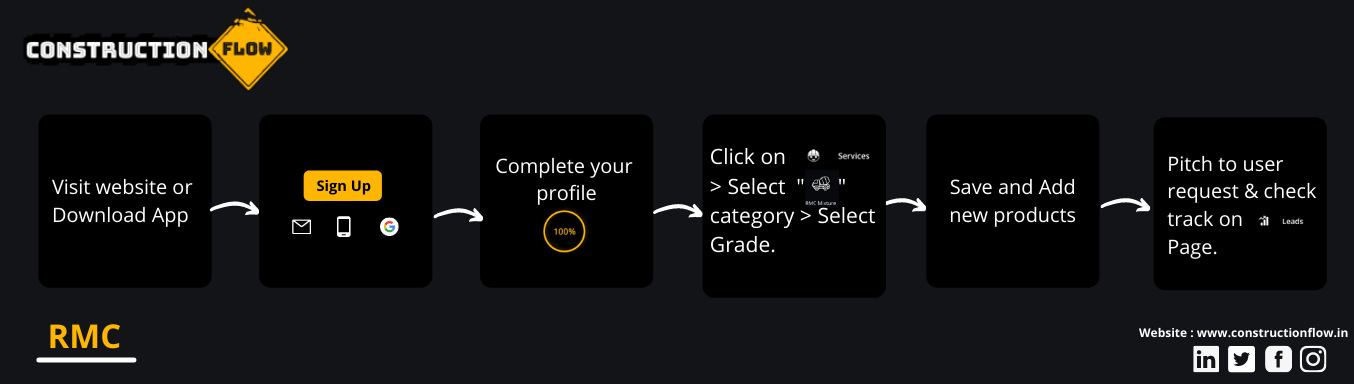 CONSTRUCTION FLOW
Visit website or
Download App
Sign Up
Complete your
profile
100%
Click on Services
> Select " "
RMC Mixture
category > Select
Grade.
Save and Add
new products
Pitch to user
request & check
track on Leads
Page.
RMC
Website : www.constructionflow.in